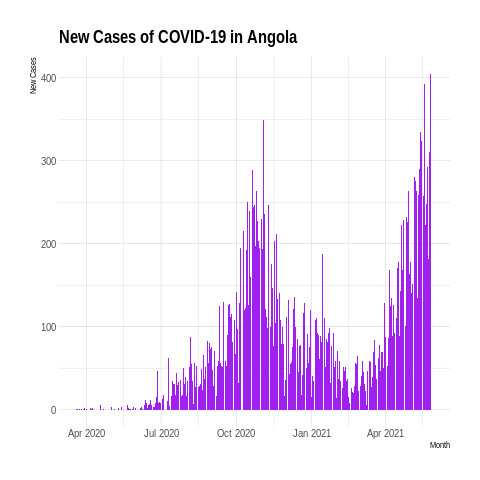 New Cases of COVID-19 in Angola
New Cases
400
300
200
100
0
Apr 2020 Jul 2020 Oct 2020 Jan 2021 Apr 2021
Month